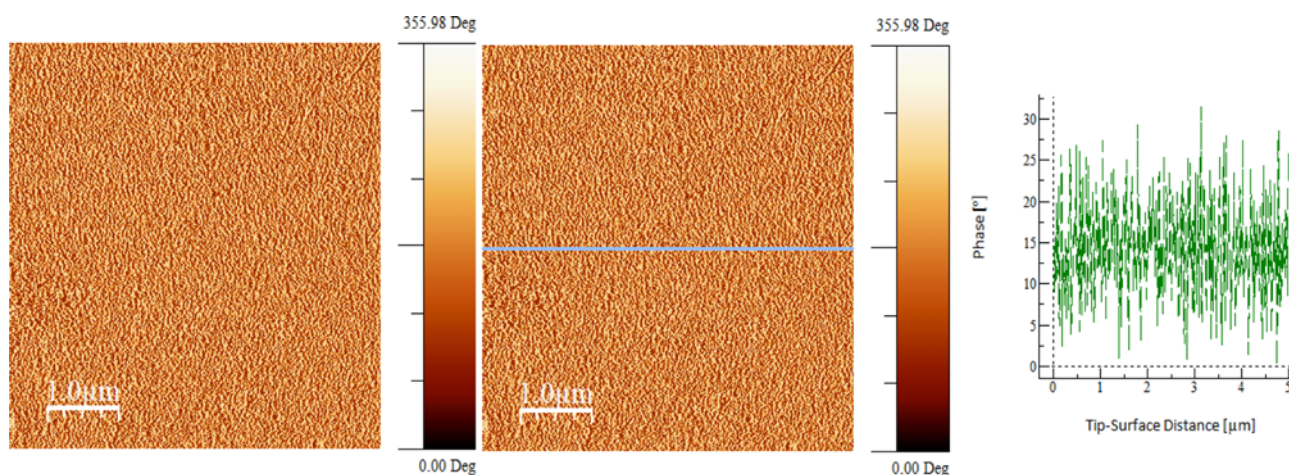 355.98 Deg
1.0μm
0.00 Deg
355.98 Deg
1.0μm
0.00 Deg
Phase [°]
30
25
20
15
10
5
0
0 1 2 3 4 5
Tip-Surface Distance [μm]